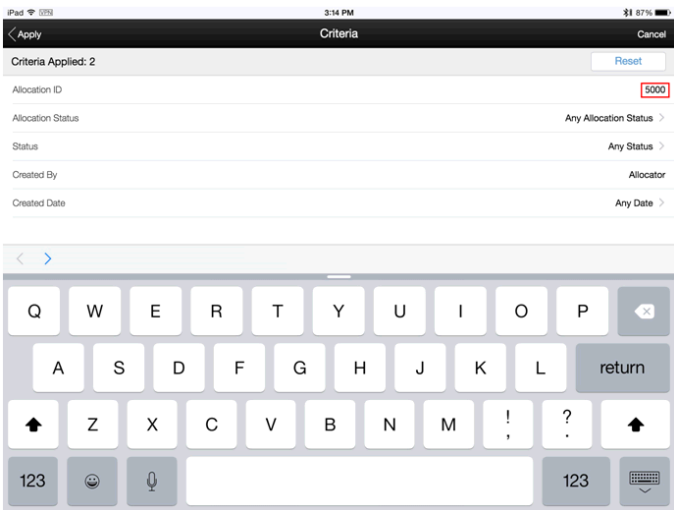 iPad VPN 3:14 PM 87%
Apply Criteria Cancel
Criteria Applied: 2 Reset
Allocation ID 5000
Allocation Status Any Allocation Status
Status Any Status
Created By Allocator
Created Date Any Date
Q W E R T Y U I O P
A S D F G H J K L return
Z X C V B N M ! , ? .
123 123